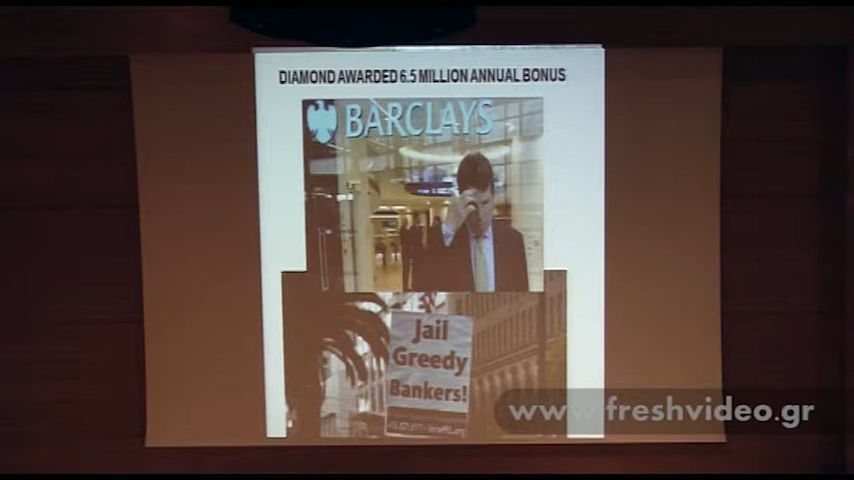 DIAMOND AWARDED 6.5 MILLION ANNUAL BONUS
BARCLAYS
Jail
Greedy
Bankers!
www.freshvideo.gr